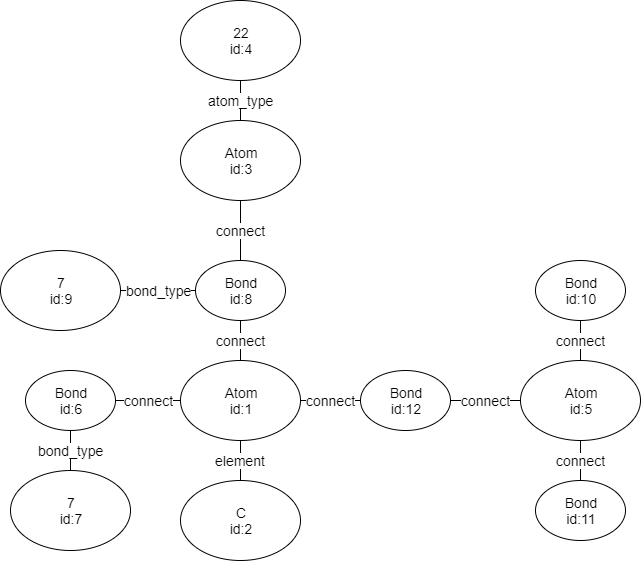 22
id:4
atom_type
Atom
id:3
connect
7
id:9
bond_type
Bond
id:8
Bond
id:10
connect
connect
Bond
id:6
connect
Atom
id:1
connect
Bond
id:12
connect
Atom
id:5
bond_type
element
connect
7
id:7
C
id:2
Bond
id:11